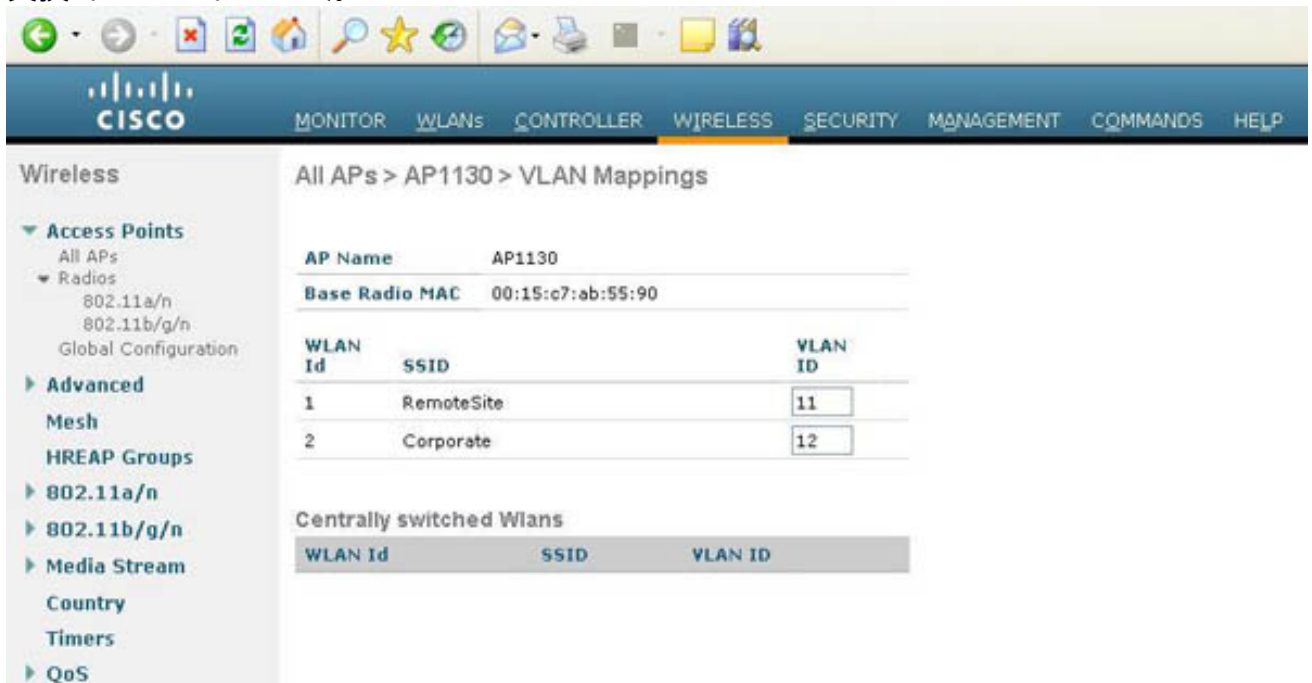 CISCO
MONITOR WLANs CONTROLLER WIRELESS SECURITY MANAGEMENT COMMANDS HELP
Wireless
Access Points
All APs
Radios
802.11a/n
802.11b/g/n
Global Configuration
Advanced
Mesh
HREAP Groups
802.11a/n
802.11b/g/n
Media Stream
Country
Timers
QoS
All APs > AP1130 > VLAN Mappings
AP Name AP1130
Base Radio MAC 00:15:c7:ab:55:90
WLAN Id SSID VLAN ID
1 RemoteSite 11
2 Corporate 12
Centrally switched Wlans
WLAN Id SSID VLAN ID